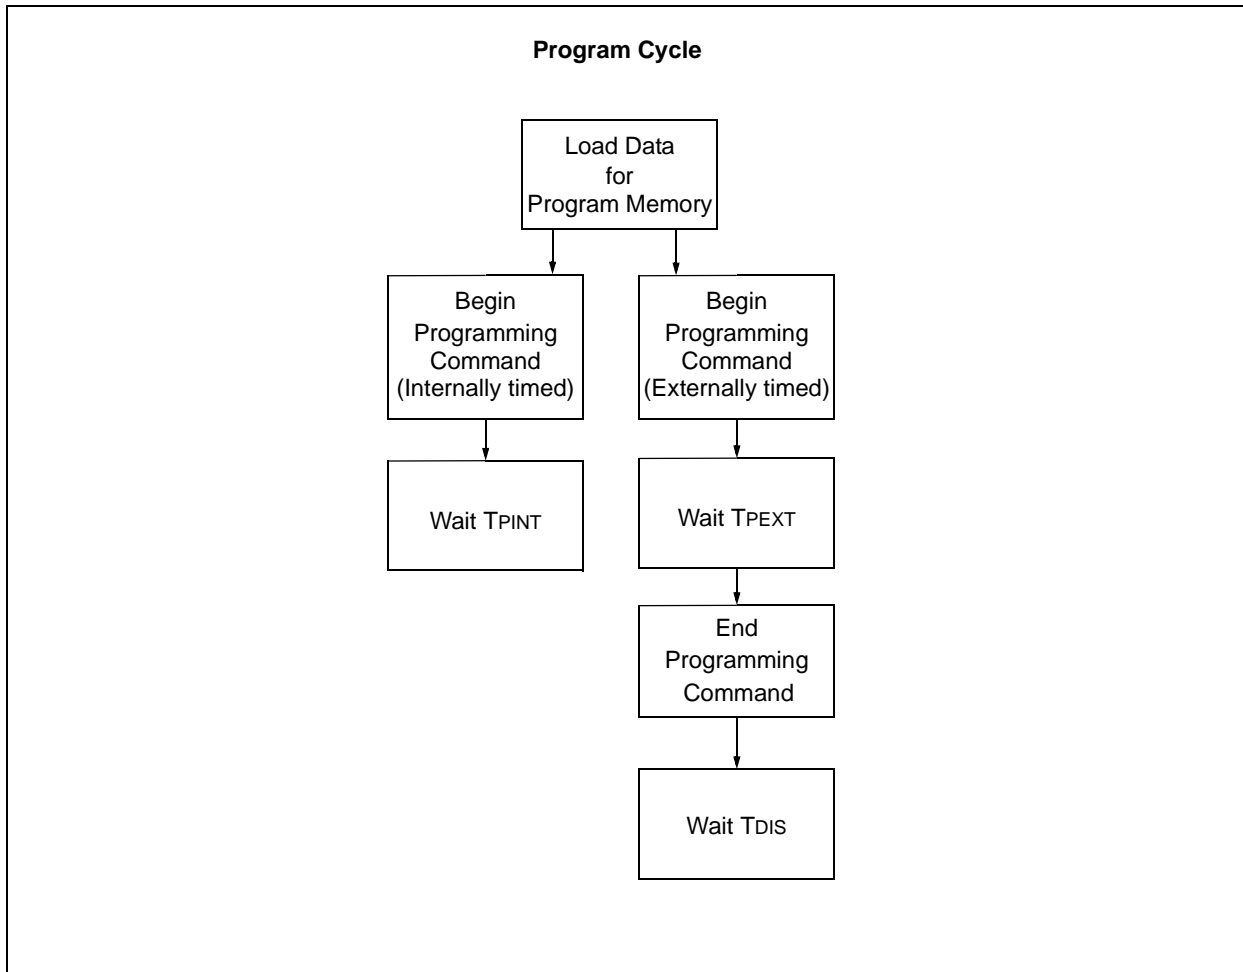 Program Cycle
Load Data
for
Program Memory
Begin
Programming
Command
(Internally timed)
Begin
Programming
Command
(Externally timed)
Wait TPINT
Wait TPEXT
End
Programming
Command
Wait TDIS